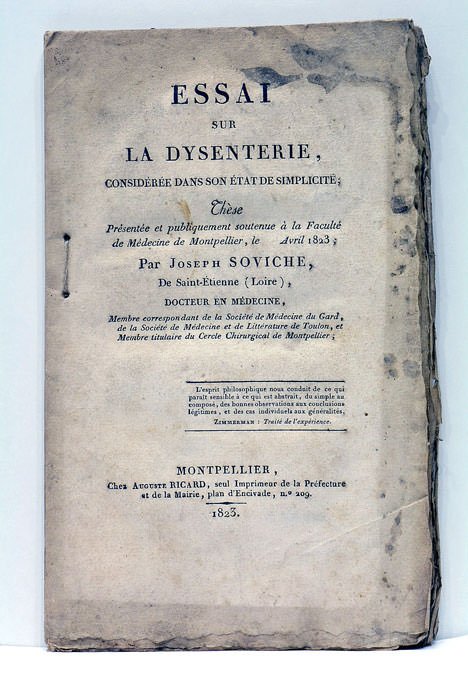 ESSAI
SUR
LA DYSENTERIE,
CONSIDÉRÉE DANS SON ÉTAT DE SIMPLICITÉ;
Thèse
Présentée et publiquement soutenue à la Faculté
de Médecine de Montpellier, le Avril 1823;
Par Joseph SOVICHE,
De Saint-Étienne (Loire),
DOCTEUR EN MÉDECINE,
Membre correspondant de la Société de Médecine du Gard,
de la Société de Médecine et de Littérature de Toulon, et
Membre titulaire du Cercle Chirurgical de Montpellier;
L'esprit philosophique nous conduit de ce qui
paraît sensible à ce qui est abstrait, du simple au
composé, des bonnes observations aux conclusions
légitimes, et des cas individuels aux généralités.
Zimmerman : Traité de l'expérience.
MONTPELLIER,
Chez Auguste RICARD, seul Imprimeur de la Préfecture
et de la Mairie, plan d'Encivade, n.º 209.
1823.